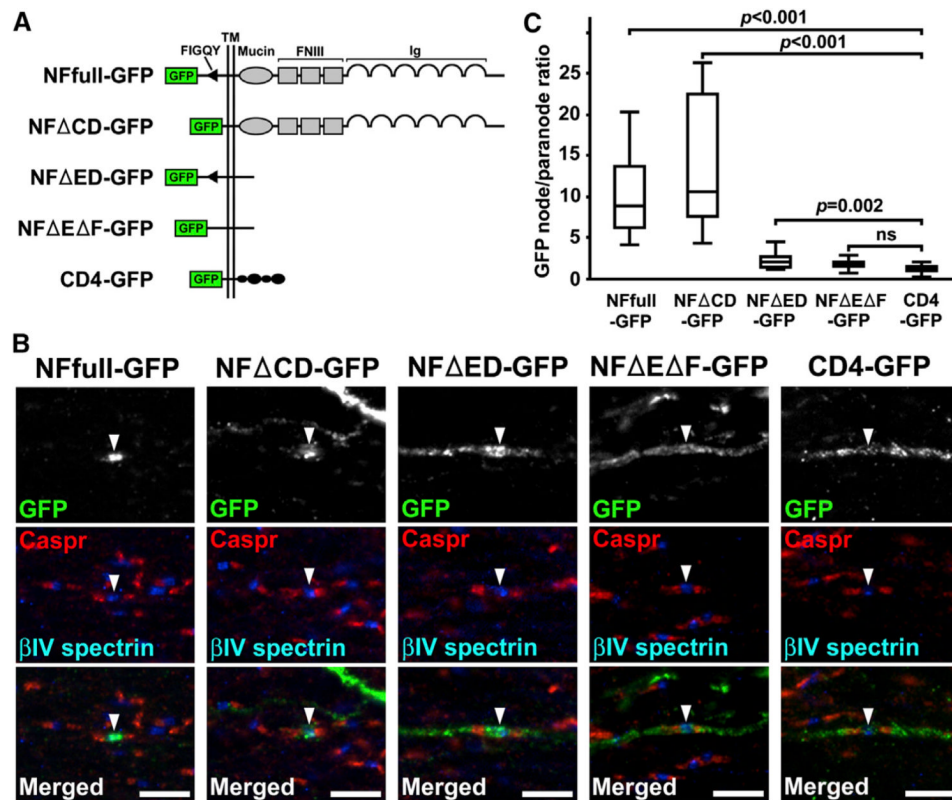 A
TM
FIGQY
Mucin
FNIII
Ig
NFfull-GFP
GFP
NFΔCD-GFP
GFP
NFΔED-GFP
GFP
NFΔEΔF-GFP
GFP
CD4-GFP
GFP
C
p<0.001
p<0.001
p=0.002
ns
GFP node/paranode ratio
25
20
15
10
5
0
NFfull NFΔCD NFΔED NFΔEΔF CD4
-GFP -GFP -GFP -GFP -GFP
B
NFfull-GFP NFΔCD-GFP NFΔED-GFP NFΔEΔF-GFP CD4-GFP
GFP GFP GFP GFP GFP
Caspr Caspr Caspr Caspr Caspr
βIV spectrin βIV spectrin βIV spectrin βIV spectrin βIV spectrin
Merged Merged Merged Merged Merged